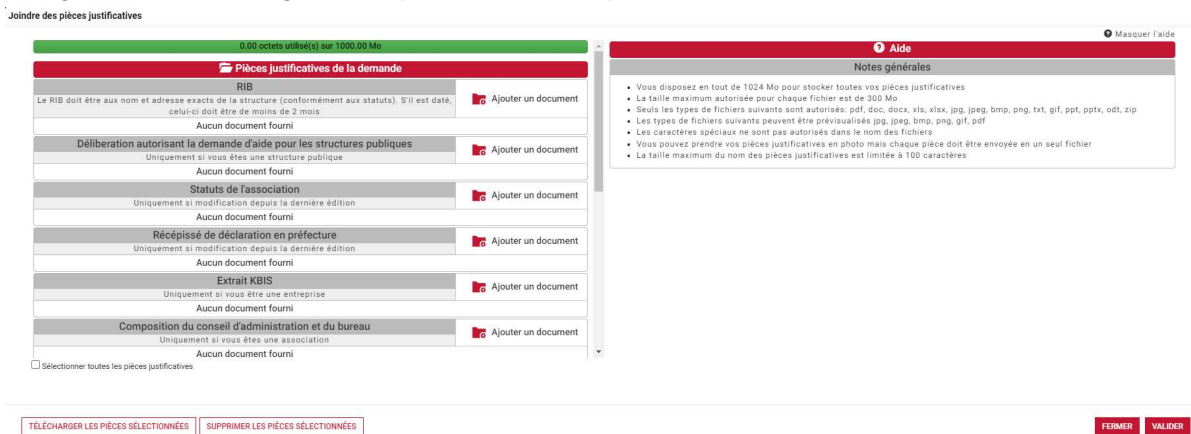 Joindre des pièces justificatives
Masquer l'aide
0.00 octets utilisé(s) sur 1000.00 Mo
Pièces justificatives de la demande
RIB
Le RIB doit être aux nom et adresse exacts de la structure (conformément aux statuts). S'il est daté,
celui-ci doit être de moins de 2 mois
Ajouter un document
Aucun document fourni
Déliberation autorisant la demande d'aide pour les structures publiques
Uniquement si vous êtes une structure publique
Ajouter un document
Aucun document fourni
Statuts de l'association
Uniquement si modification depuis la dernière édition
Ajouter un document
Aucun document fourni
Récépissé de déclaration en préfecture
Uniquement si modification depuis la dernière édition
Ajouter un document
Aucun document fourni
Extrait KBIS
Uniquement si vous être une entreprise
Ajouter un document
Aucun document fourni
Composition du conseil d'administration et du bureau
Uniquement si vous êtes une association
Ajouter un document
Aucun document fourni
Sélectionner toutes les pièces justificatives
Aide
Notes générales
Vous disposez en tout de 1024 Mo pour stocker toutes vos pièces justificatives
La taille maximum autorisée pour chaque fichier est de 300 Mo
Seuls les types de fichiers suivants sont autorisés: pdf, doc, docx, xls, xlsx, jpg, jpeg, bmp, png, txt, gif, ppt, pptx, odt, zip
Les types de fichiers suivants peuvent être prévisualisés jpg, jpeg, bmp, png, gif, pdf
Les caractères spéciaux ne sont pas autorisés dans le nom des fichiers
Vous pouvez prendre vos pièces justificatives en photo mais chaque pièce doit être envoyée en un seul fichier
La taille maximum du nom des pièces justificatives est limitée à 100 caractères
TÉLÉCHARGER LES PIÈCES SÉLECTIONNÉES
SUPPRIMER LES PIÈCES SÉLECTIONNÉES
FERMER
VALIDER